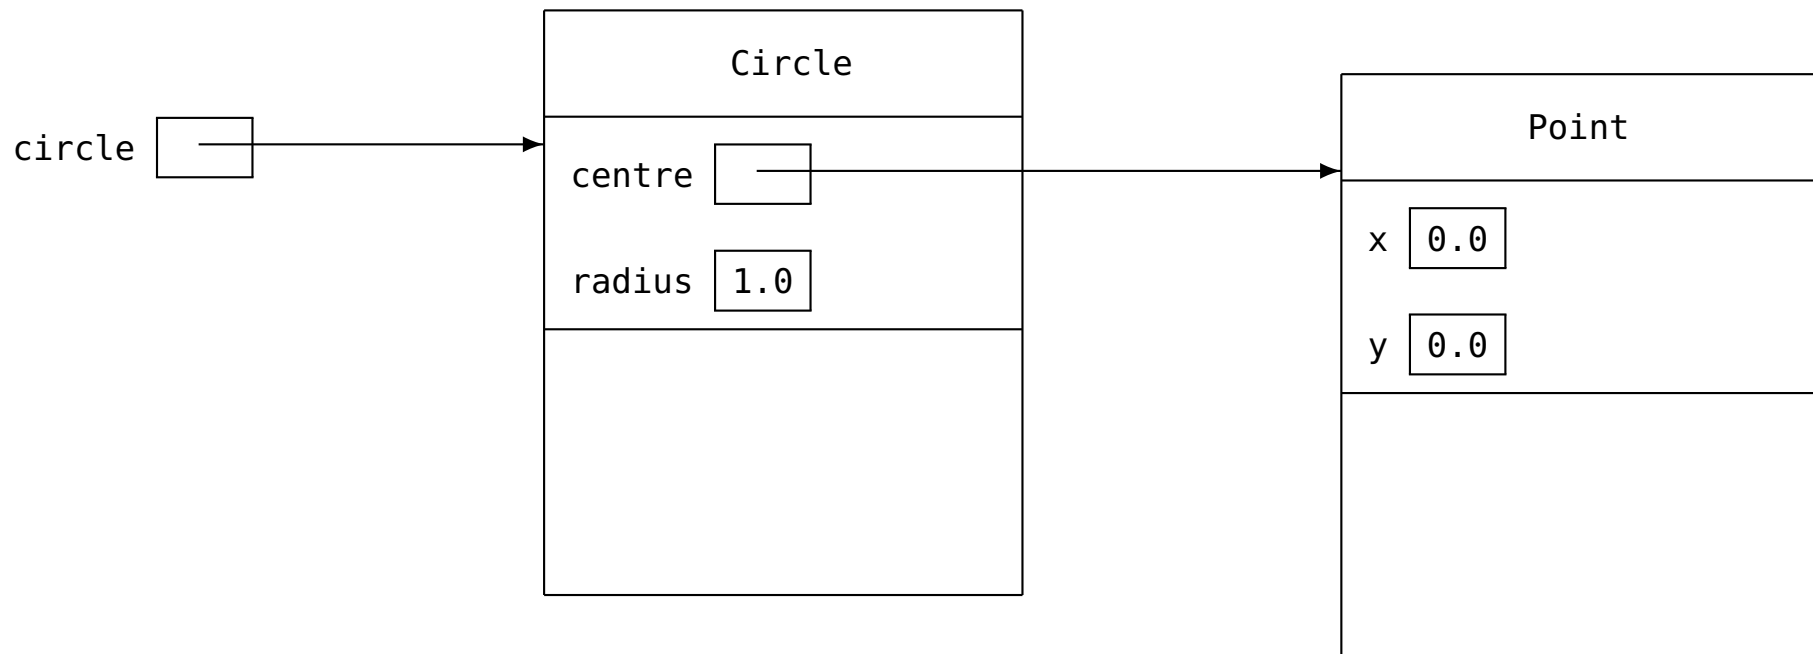 circle
Circle
centre
radius 1.0
Point
x 0.0
y 0.0